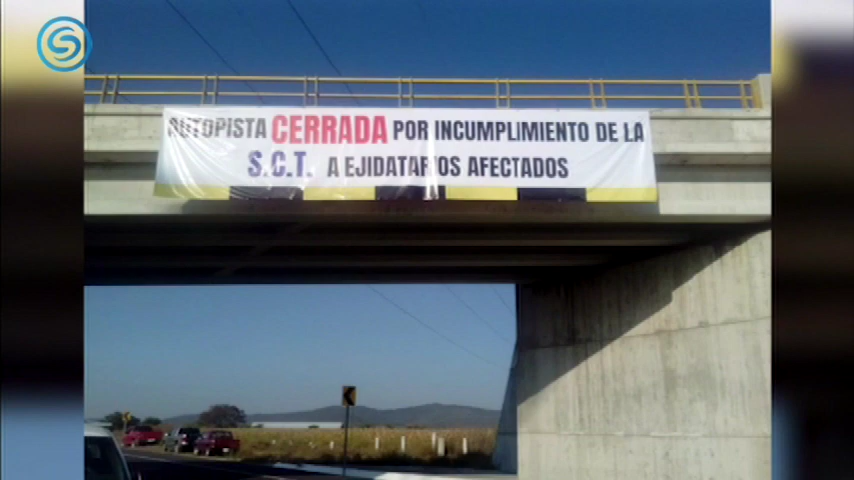 AUTOPISTA CERRADA POR INCUMPLIMIENTO DE LA
S.C.T. A EJIDATARIOS AFECTADOS